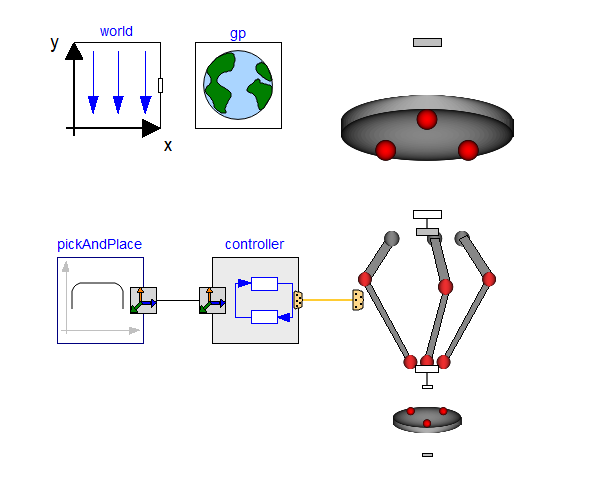 world
gp
y
x
pickAndPlace
controller